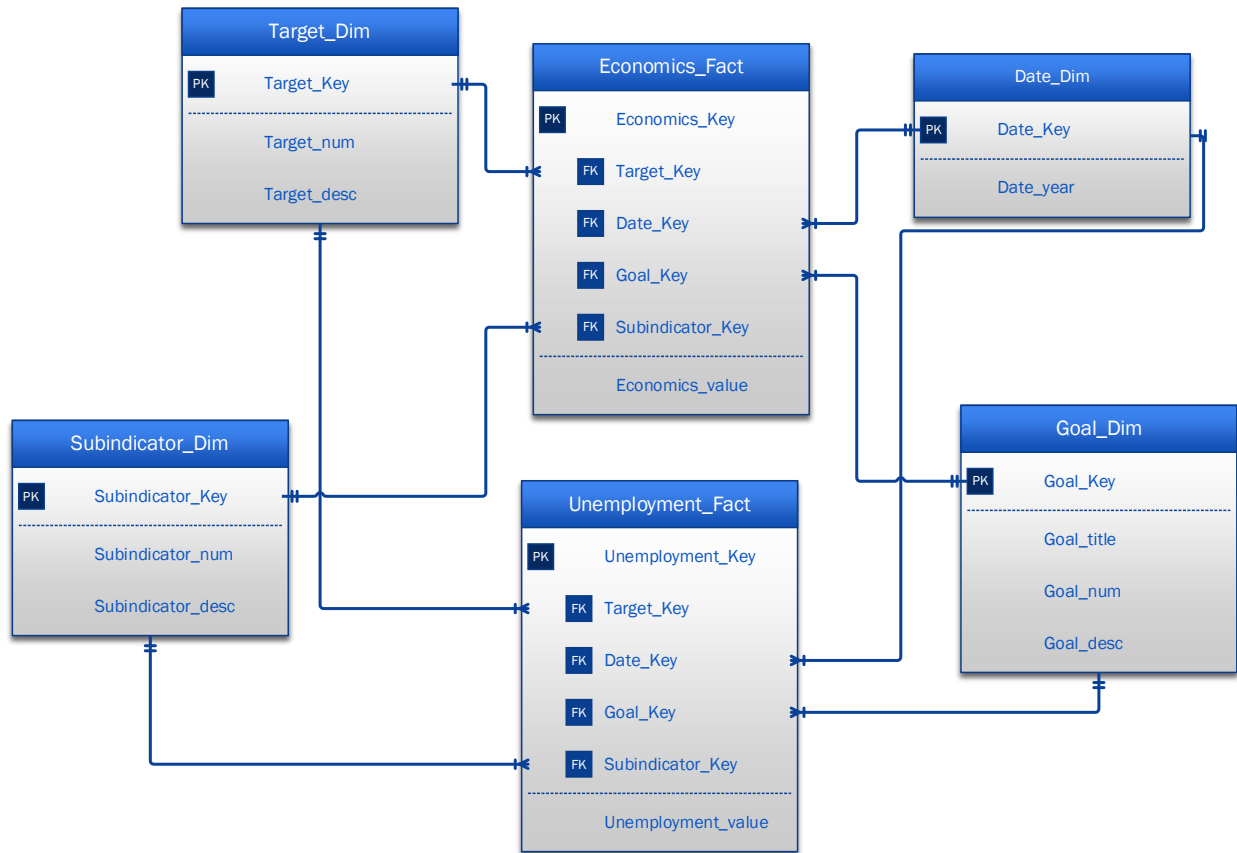 Target_Dim
PK Target_Key
Target_num
Target_desc
Economics_Fact
PK Economics_Key
FK Target_Key
FK Date_Key
FK Goal_Key
FK Subindicator_Key
Economics_value
Date_Dim
PK Date_Key
Date_year
Subindicator_Dim
PK Subindicator_Key
Subindicator_num
Subindicator_desc
Unemployment_Fact
PK Unemployment_Key
FK Target_Key
FK Date_Key
FK Goal_Key
FK Subindicator_Key
Unemployment_value
Goal_Dim
PK Goal_Key
Goal_title
Goal_num
Goal_desc